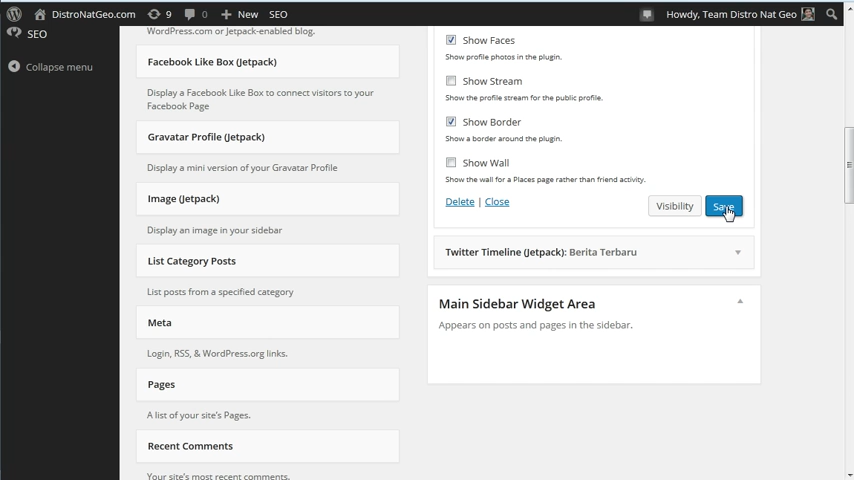 DistroNatGeo.com 9 0 New SEO Howdy, Team Distro Nat Geo
SEO
Collapse menu
WordPress.com or Jetpack-enabled blog.
Facebook Like Box (Jetpack)
Display a Facebook Like Box to connect visitors to your
Facebook Page
Gravatar Profile (Jetpack)
Display a mini version of your Gravatar Profile
Image (Jetpack)
Display an image in your sidebar
List Category Posts
List posts from a specified category
Meta
Login, RSS, & WordPress.org links.
Pages
A list of your site's Pages.
Recent Comments
Your site's most recent comments.
Show Faces
Show profile photos in the plugin.
Show Stream
Show the profile stream for the public profile.
Show Border
Show a border around the plugin.
Show Wall
Show the wall for a Places page rather than friend activity.
Delete | Close Visibility Save
Twitter Timeline (Jetpack): Berita Terbaru
Main Sidebar Widget Area
Appears on posts and pages in the sidebar.